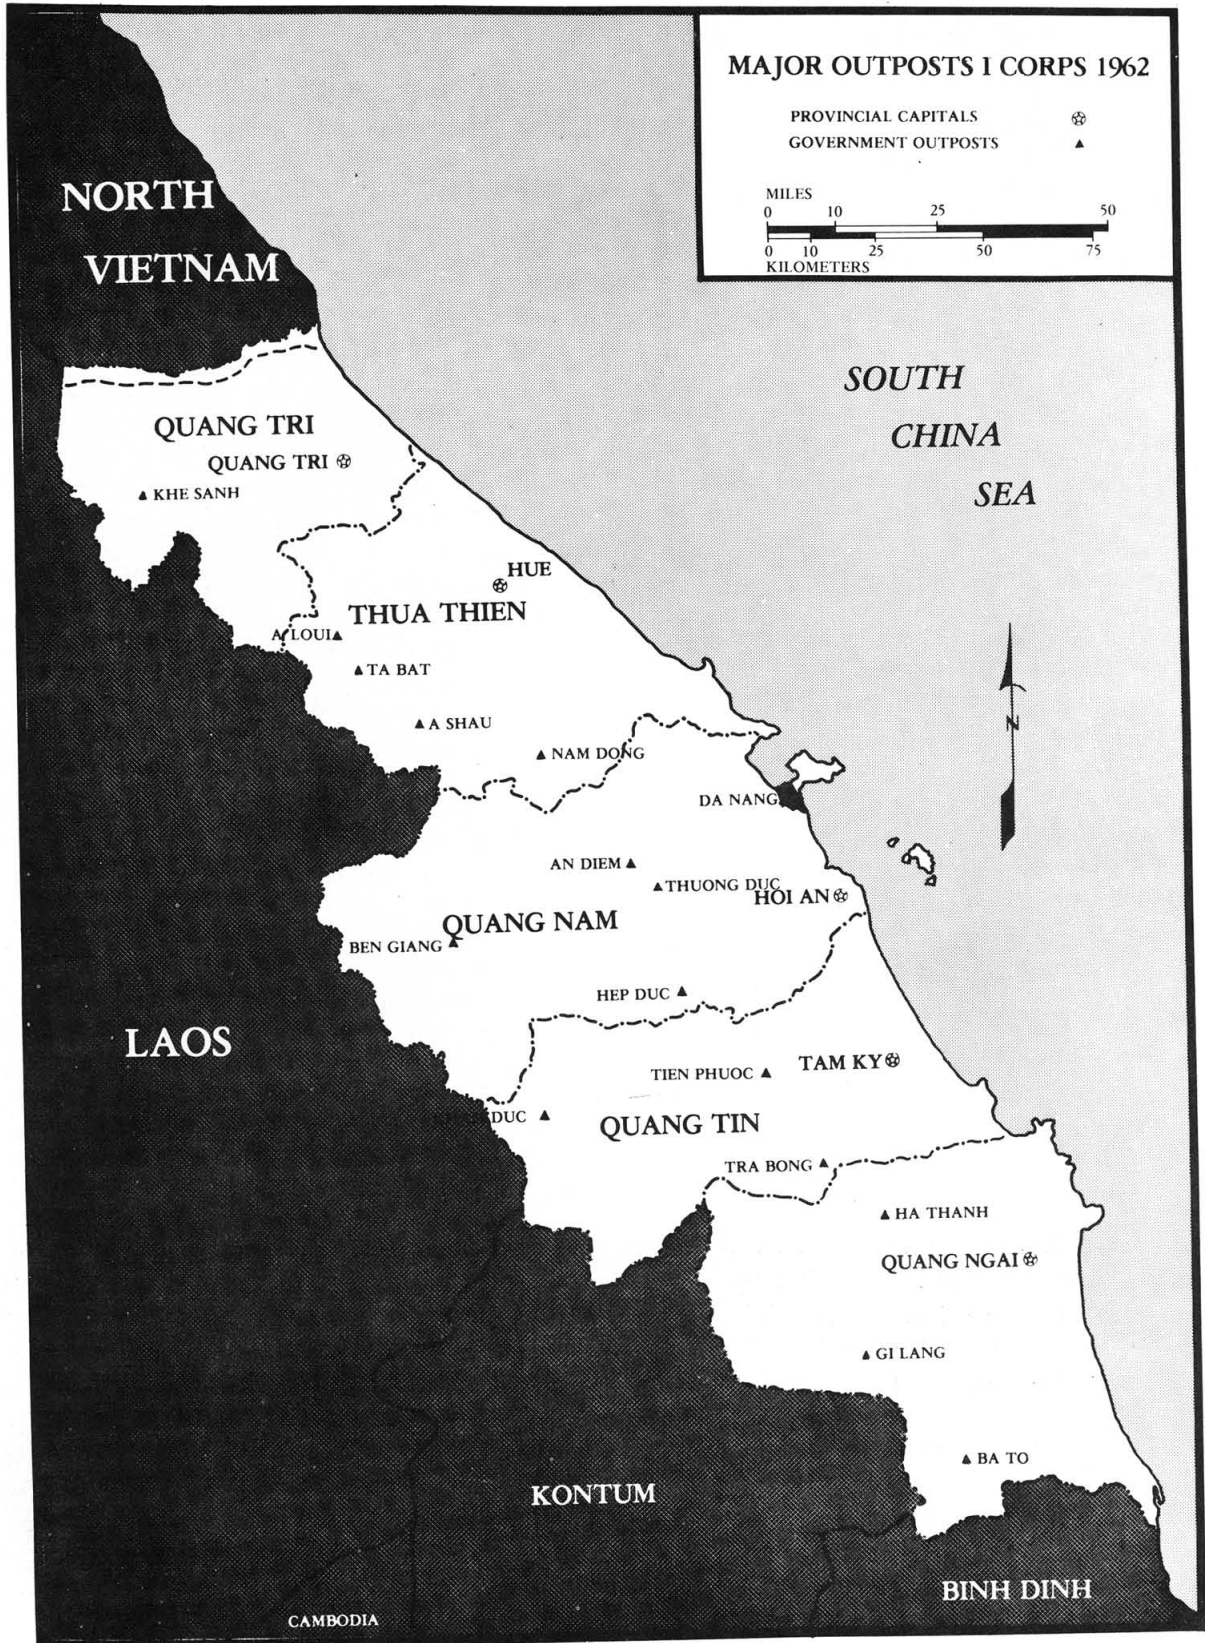 MAJOR OUTPOSTS I CORPS 1962
PROVINCIAL CAPITALS
GOVERNMENT OUTPOSTS
MILES
0 10 25 50
0 10 25 50 75
KILOMETERS
NORTH
VIETNAM
SOUTH
CHINA
SEA
QUANG TRI
QUANG TRI
KHE SANH
HUE
THUA THIEN
A LOUI
TA BAT
A SHAU
NAM DONG
N
DA NANG
AN DIEM
THUONG DUC
HOI AN
QUANG NAM
BEN GIANG
HEP DUC
LAOS
TAM KY
TIEN PHUOC
DUC
QUANG TIN
TRA BONG
HA THANH
QUANG NGAI
GI LANG
BA TO
KONTUM
BINH DINH
CAMBODIA